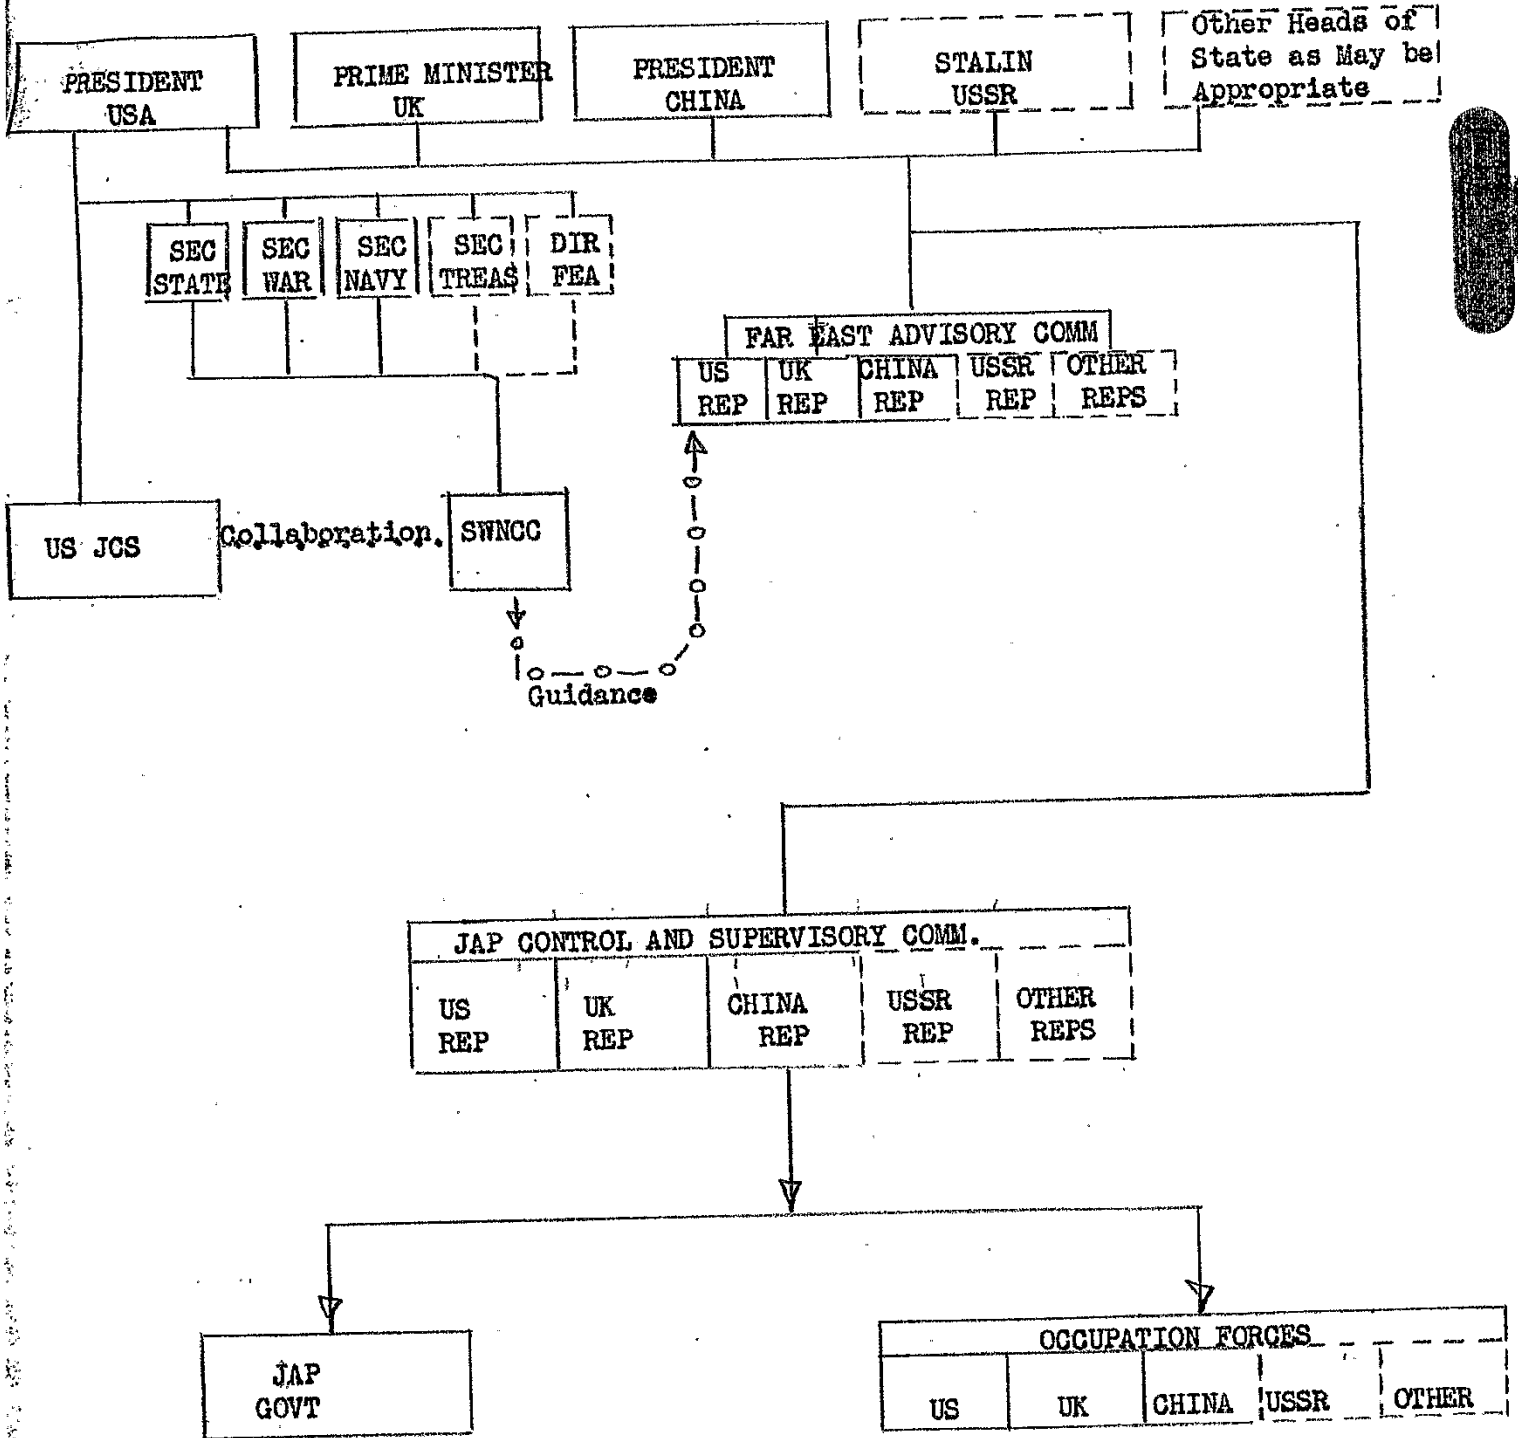 PRESIDENT
USA
PRIME MINISTER
UK
PRESIDENT
CHINA
STALIN
USSR
Other Heads of
State as May be
Appropriate
SEC
STATE
SEC
WAR
SEC
NAVY
SEC
TREAS
DIR
FEA
FAR EAST ADVISORY COMM
US
REP
UK
REP
CHINA
REP
USSR
REP
OTHER
REPS
US JCS
Collaboration.
SWNCC
Guidance
JAP CONTROL AND SUPERVISORY COMM.
US
REP
UK
REP
CHINA
REP
USSR
REP
OTHER
REPS
JAP
GOVT
OCCUPATION FORCES
US
UK
CHINA
USSR
OTHER